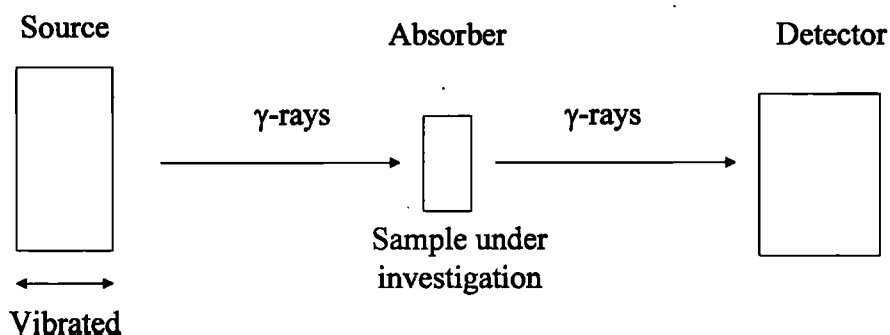 Source
Absorber
Detector
γ-rays
γ-rays
Sample under
investigation
Vibrated